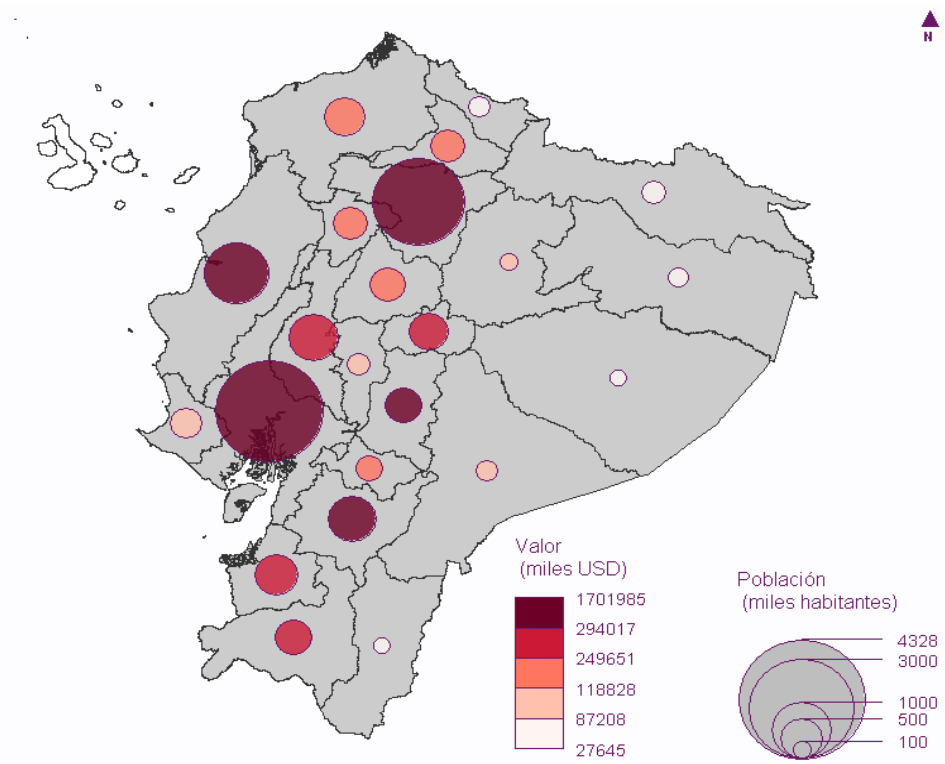 N
Valor
(miles USD)
1701985
294017
249651
118828
87208
27645
Población
(miles habitantes)
4328
3000
1000
500
100